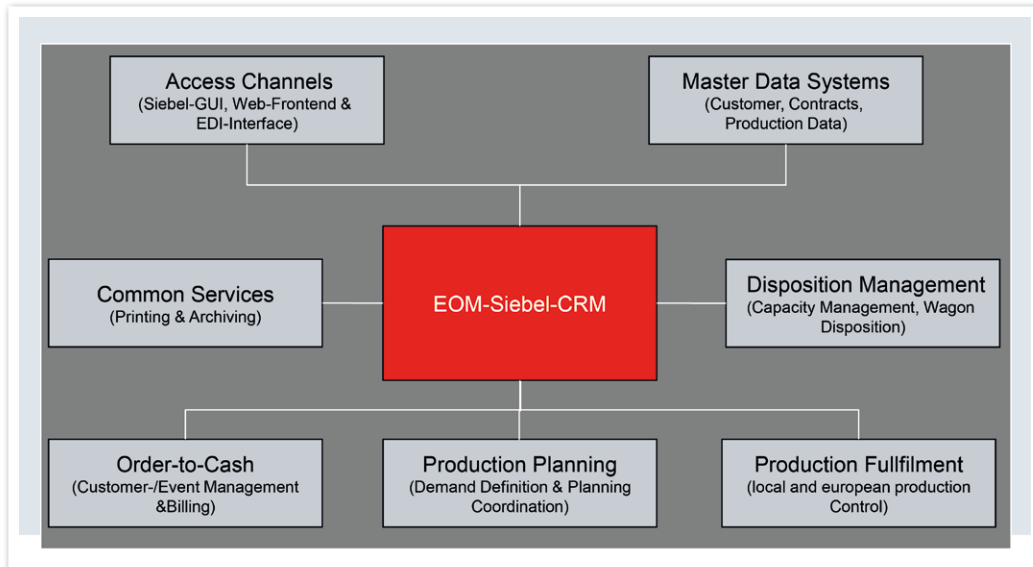 Access Channels
(Siebel-GUI, Web-Frontend &
EDI-Interface)
Master Data Systems
(Customer, Contracts,
Production Data)
Common Services
(Printing & Archiving)
EOM-Siebel-CRM
Disposition Management
(Capacity Management, Wagon
Disposition)
Order-to-Cash
(Customer-/Event Management
&Billing)
Production Planning
(Demand Definition & Planning
Coordination)
Production Fullfilment
(local and european production
Control)